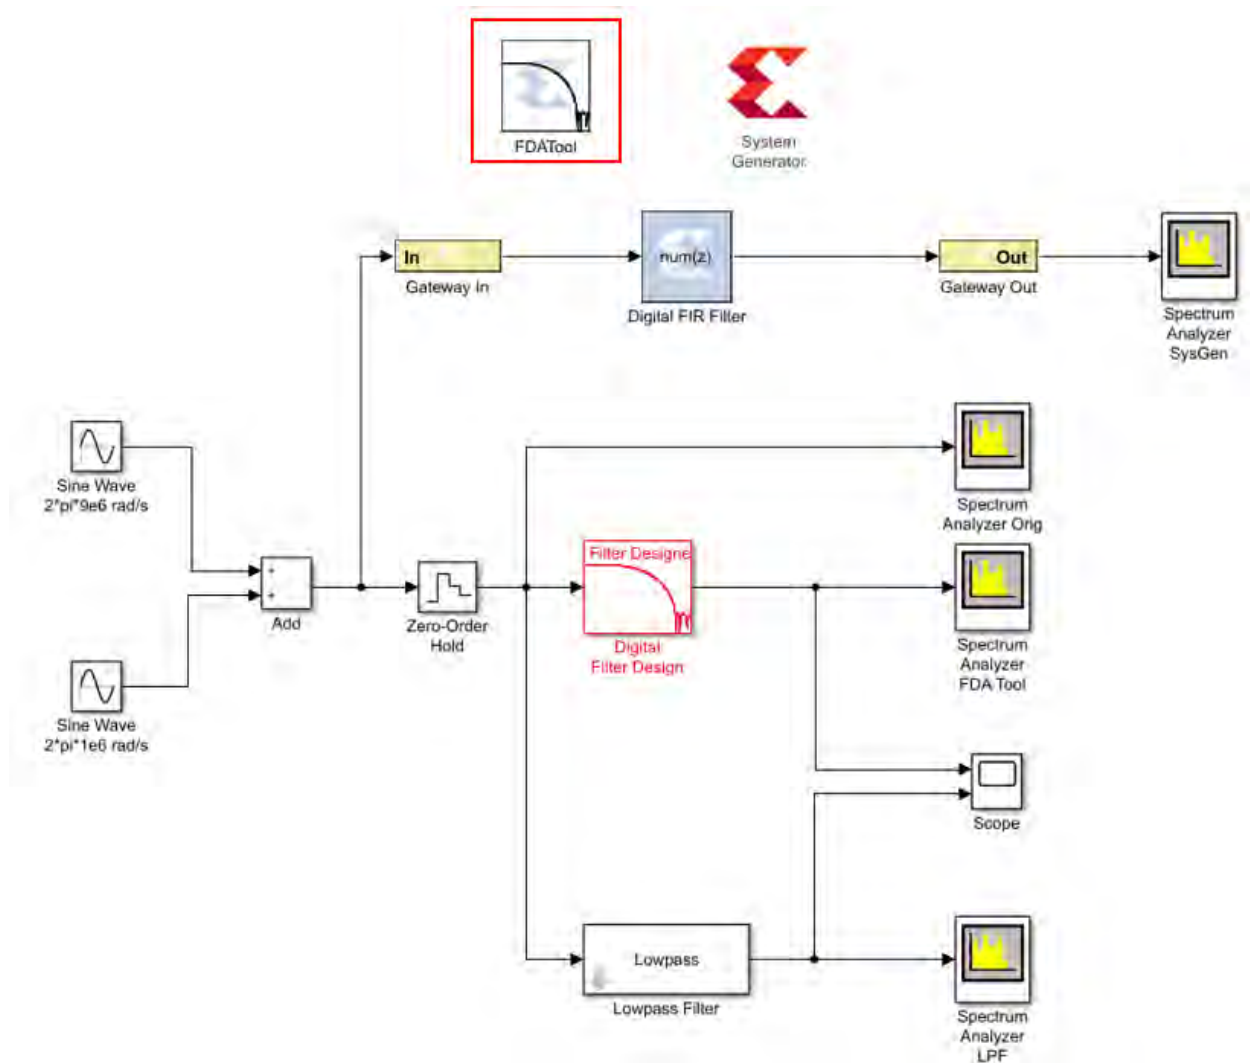 FDATool
System
Generator
In
Gateway In
num(z)
Digital FIR Filter
Out
Gateway Out
Spectrum
Analyzer
SysGen
Sine Wave
2*pi*9e6 rad/s
Spectrum
Analyzer Orig
+
+
Add
Zero-Order
Hold
Filter Designe
Digital
Filter Design
Spectrum
Analyzer
FDA Tool
Sine Wave
2*pi*1e6 rad/s
Scope
Lowpass
Lowpass Filter
Spectrum
Analyzer
LPF